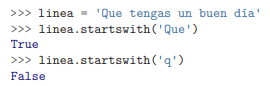 >>> linea = 'Que tengas un buen día'
>>> linea.startswith('Que')
True
>>> linea.startswith('q')
False